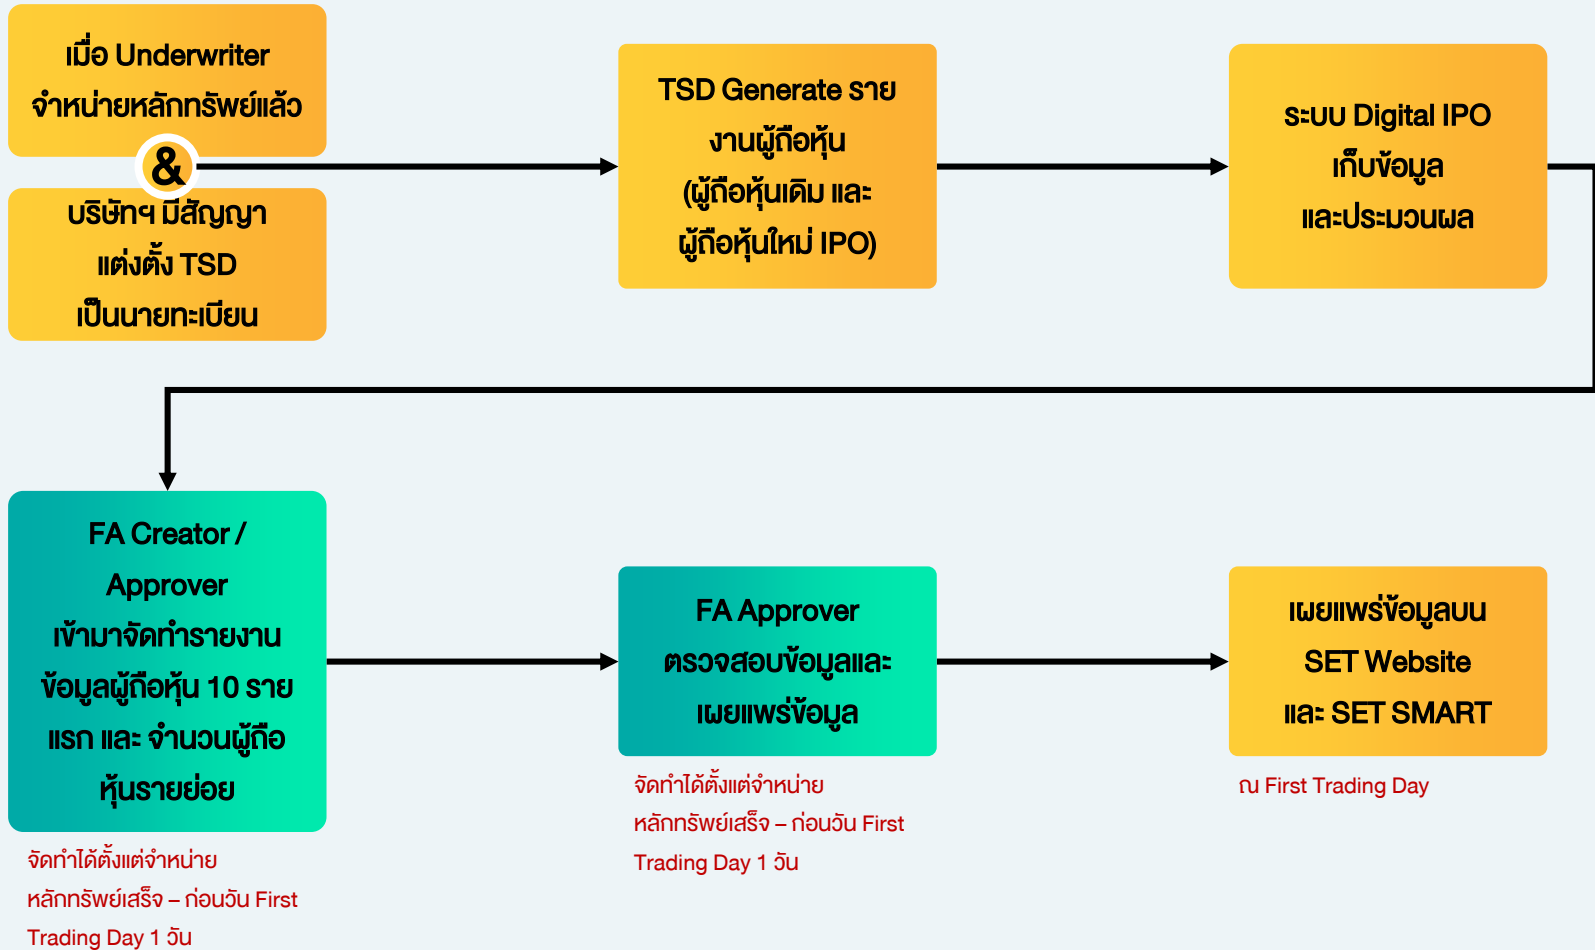 เมื่อ Underwriter
จำหน่ายหลักทรัพย์แล้ว
&
บริษัทฯ มีสัญญา
แต่งตั้ง TSD
เป็นนายทะเบียน
TSD Generate ราย
งานผู้ถือหุ้น
(ผู้ถือหุ้นเดิม และ
ผู้ถือหุ้นใหม่ IPO)
ระบบ Digital IPO
เก็บข้อมูล
และประมวนผล
FA Creator /
Approver
เข้ามาจัดทำรายงาน
ข้อมูลผู้ถือหุ้น 10 ราย
แรก และ จำนวนผู้ถือ
หุ้นรายย่อย
จัดทำได้ตั้งแต่จำหน่าย
หลักทรัพย์เสร็จ – ก่อนวัน First
Trading Day 1 วัน
FA Approver
ตรวจสอบข้อมูลและ
เผยแพร่ข้อมูล
จัดทำได้ตั้งแต่จำหน่าย
หลักทรัพย์เสร็จ – ก่อนวัน First
Trading Day 1 วัน
เผยแพร่ข้อมูลบน
SET Website
และ SET SMART
ณ First Trading Day